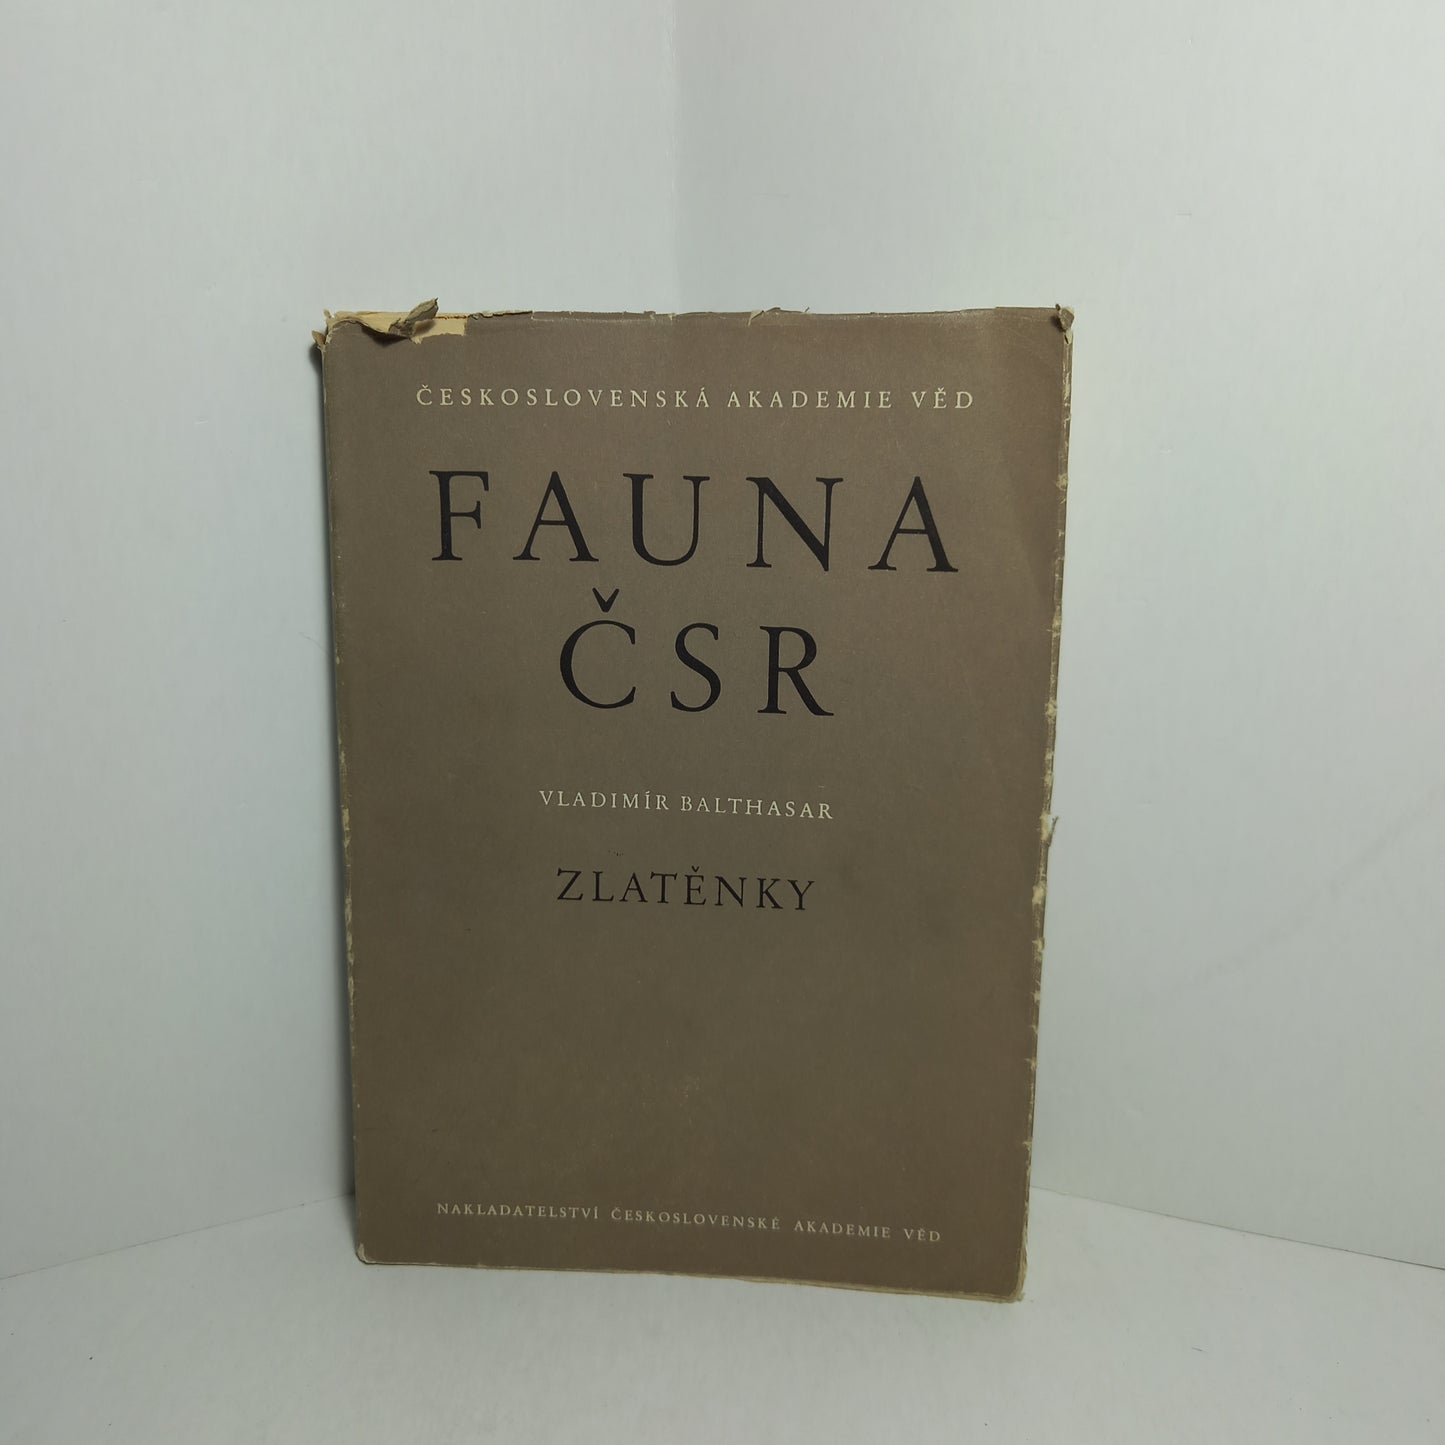 ČESKOSLOVENSKÁ AKADEMIE VĚD
FAUNA
ČSR
VLADIMÍR BALTHASAR
ZLATĚNKY
NAKLADATELSTVÍ ČESKOSLOVENSKÉ AKADEMIE VĚD